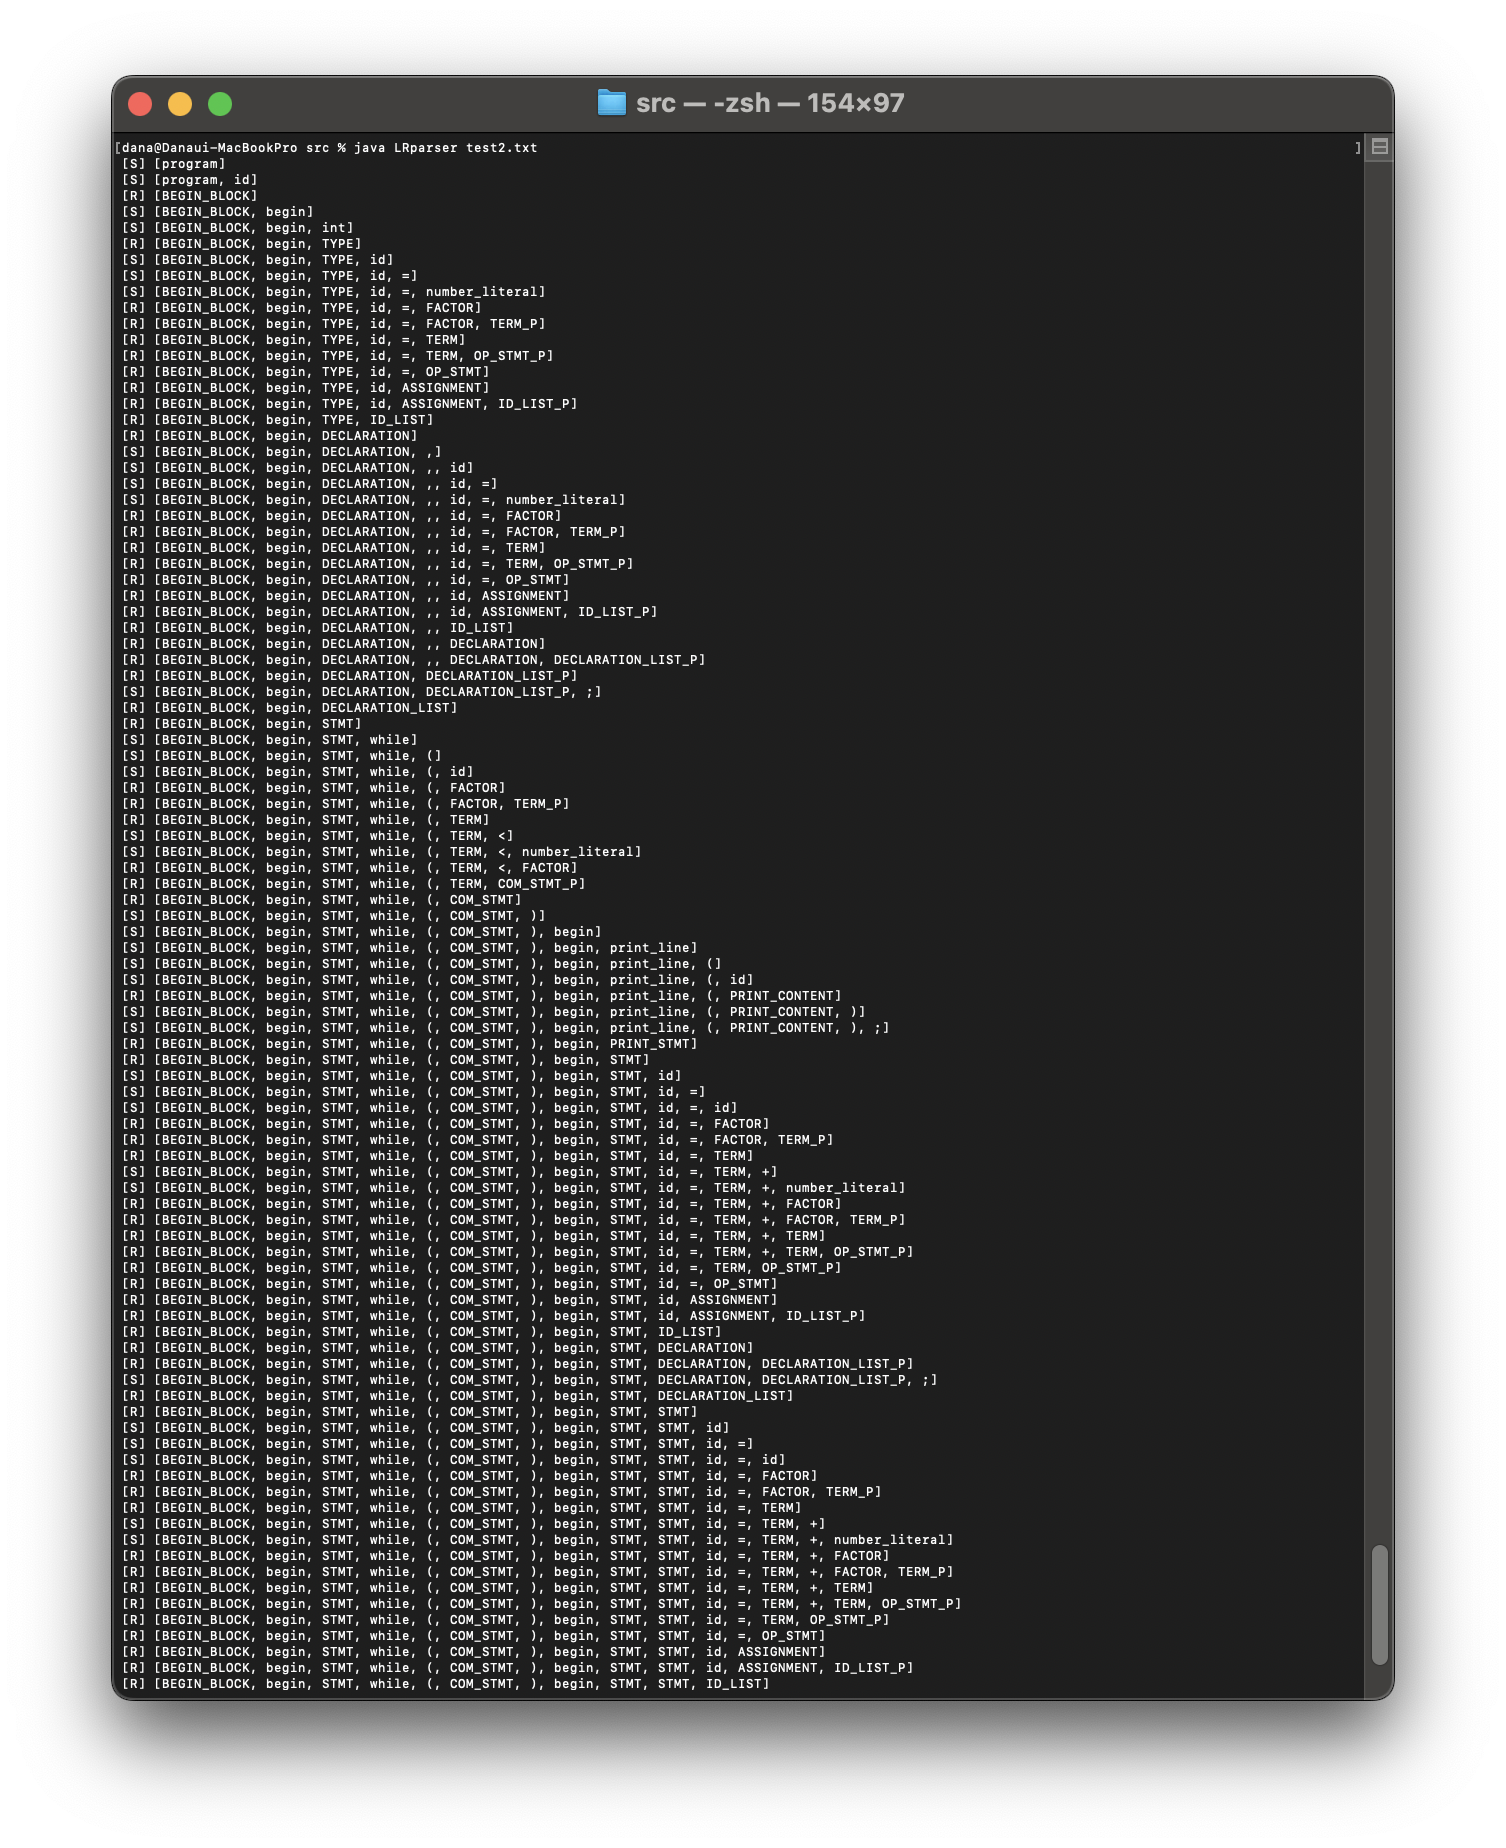 src — -zsh — 154×97
[dana@Danaui-MacBookPro src % java LRparser test2.txt ]
[S] [program]
[S] [program, id]
[R] [BEGIN_BLOCK]
[S] [BEGIN_BLOCK, begin]
[S] [BEGIN_BLOCK, begin, int]
[R] [BEGIN_BLOCK, begin, TYPE]
[S] [BEGIN_BLOCK, begin, TYPE, id]
[S] [BEGIN_BLOCK, begin, TYPE, id, =]
[S] [BEGIN_BLOCK, begin, TYPE, id, =, number_literal]
[R] [BEGIN_BLOCK, begin, TYPE, id, =, FACTOR]
[R] [BEGIN_BLOCK, begin, TYPE, id, =, FACTOR, TERM_P]
[R] [BEGIN_BLOCK, begin, TYPE, id, =, TERM]
[R] [BEGIN_BLOCK, begin, TYPE, id, =, TERM, OP_STMT_P]
[R] [BEGIN_BLOCK, begin, TYPE, id, =, OP_STMT]
[R] [BEGIN_BLOCK, begin, TYPE, id, ASSIGNMENT]
[R] [BEGIN_BLOCK, begin, TYPE, id, ASSIGNMENT, ID_LIST_P]
[R] [BEGIN_BLOCK, begin, TYPE, ID_LIST]
[R] [BEGIN_BLOCK, begin, DECLARATION]
[S] [BEGIN_BLOCK, begin, DECLARATION, ,]
[S] [BEGIN_BLOCK, begin, DECLARATION, ,, id]
[S] [BEGIN_BLOCK, begin, DECLARATION, ,, id, =]
[S] [BEGIN_BLOCK, begin, DECLARATION, ,, id, =, number_literal]
[R] [BEGIN_BLOCK, begin, DECLARATION, ,, id, =, FACTOR]
[R] [BEGIN_BLOCK, begin, DECLARATION, ,, id, =, FACTOR, TERM_P]
[R] [BEGIN_BLOCK, begin, DECLARATION, ,, id, =, TERM]
[R] [BEGIN_BLOCK, begin, DECLARATION, ,, id, =, TERM, OP_STMT_P]
[R] [BEGIN_BLOCK, begin, DECLARATION, ,, id, =, OP_STMT]
[R] [BEGIN_BLOCK, begin, DECLARATION, ,, id, ASSIGNMENT]
[R] [BEGIN_BLOCK, begin, DECLARATION, ,, id, ASSIGNMENT, ID_LIST_P]
[R] [BEGIN_BLOCK, begin, DECLARATION, ,, ID_LIST]
[R] [BEGIN_BLOCK, begin, DECLARATION, ,, DECLARATION]
[R] [BEGIN_BLOCK, begin, DECLARATION, ,, DECLARATION, DECLARATION_LIST_P]
[R] [BEGIN_BLOCK, begin, DECLARATION, DECLARATION_LIST_P]
[S] [BEGIN_BLOCK, begin, DECLARATION, DECLARATION_LIST_P, ;]
[R] [BEGIN_BLOCK, begin, DECLARATION_LIST]
[R] [BEGIN_BLOCK, begin, STMT]
[S] [BEGIN_BLOCK, begin, STMT, while]
[S] [BEGIN_BLOCK, begin, STMT, while, (]
[S] [BEGIN_BLOCK, begin, STMT, while, (, id]
[R] [BEGIN_BLOCK, begin, STMT, while, (, FACTOR]
[R] [BEGIN_BLOCK, begin, STMT, while, (, FACTOR, TERM_P]
[R] [BEGIN_BLOCK, begin, STMT, while, (, TERM]
[S] [BEGIN_BLOCK, begin, STMT, while, (, TERM, <]
[S] [BEGIN_BLOCK, begin, STMT, while, (, TERM, <, number_literal]
[R] [BEGIN_BLOCK, begin, STMT, while, (, TERM, <, FACTOR]
[R] [BEGIN_BLOCK, begin, STMT, while, (, TERM, COM_STMT_P]
[R] [BEGIN_BLOCK, begin, STMT, while, (, COM_STMT]
[S] [BEGIN_BLOCK, begin, STMT, while, (, COM_STMT, )]
[S] [BEGIN_BLOCK, begin, STMT, while, (, COM_STMT, ), begin]
[S] [BEGIN_BLOCK, begin, STMT, while, (, COM_STMT, ), begin, print_line]
[S] [BEGIN_BLOCK, begin, STMT, while, (, COM_STMT, ), begin, print_line, (]
[S] [BEGIN_BLOCK, begin, STMT, while, (, COM_STMT, ), begin, print_line, (, id]
[R] [BEGIN_BLOCK, begin, STMT, while, (, COM_STMT, ), begin, print_line, (, PRINT_CONTENT]
[S] [BEGIN_BLOCK, begin, STMT, while, (, COM_STMT, ), begin, print_line, (, PRINT_CONTENT, )]
[S] [BEGIN_BLOCK, begin, STMT, while, (, COM_STMT, ), begin, print_line, (, PRINT_CONTENT, ), ;]
[R] [BEGIN_BLOCK, begin, STMT, while, (, COM_STMT, ), begin, PRINT_STMT]
[R] [BEGIN_BLOCK, begin, STMT, while, (, COM_STMT, ), begin, STMT]
[S] [BEGIN_BLOCK, begin, STMT, while, (, COM_STMT, ), begin, STMT, id]
[S] [BEGIN_BLOCK, begin, STMT, while, (, COM_STMT, ), begin, STMT, id, =]
[S] [BEGIN_BLOCK, begin, STMT, while, (, COM_STMT, ), begin, STMT, id, =, id]
[R] [BEGIN_BLOCK, begin, STMT, while, (, COM_STMT, ), begin, STMT, id, =, FACTOR]
[R] [BEGIN_BLOCK, begin, STMT, while, (, COM_STMT, ), begin, STMT, id, =, FACTOR, TERM_P]
[R] [BEGIN_BLOCK, begin, STMT, while, (, COM_STMT, ), begin, STMT, id, =, TERM]
[S] [BEGIN_BLOCK, begin, STMT, while, (, COM_STMT, ), begin, STMT, id, =, TERM, +]
[S] [BEGIN_BLOCK, begin, STMT, while, (, COM_STMT, ), begin, STMT, id, =, TERM, +, number_literal]
[R] [BEGIN_BLOCK, begin, STMT, while, (, COM_STMT, ), begin, STMT, id, =, TERM, +, FACTOR]
[R] [BEGIN_BLOCK, begin, STMT, while, (, COM_STMT, ), begin, STMT, id, =, TERM, +, FACTOR, TERM_P]
[R] [BEGIN_BLOCK, begin, STMT, while, (, COM_STMT, ), begin, STMT, id, =, TERM, +, TERM]
[R] [BEGIN_BLOCK, begin, STMT, while, (, COM_STMT, ), begin, STMT, id, =, TERM, +, TERM, OP_STMT_P]
[R] [BEGIN_BLOCK, begin, STMT, while, (, COM_STMT, ), begin, STMT, id, =, TERM, OP_STMT_P]
[R] [BEGIN_BLOCK, begin, STMT, while, (, COM_STMT, ), begin, STMT, id, =, OP_STMT]
[R] [BEGIN_BLOCK, begin, STMT, while, (, COM_STMT, ), begin, STMT, id, ASSIGNMENT]
[R] [BEGIN_BLOCK, begin, STMT, while, (, COM_STMT, ), begin, STMT, id, ASSIGNMENT, ID_LIST_P]
[R] [BEGIN_BLOCK, begin, STMT, while, (, COM_STMT, ), begin, STMT, ID_LIST]
[R] [BEGIN_BLOCK, begin, STMT, while, (, COM_STMT, ), begin, STMT, DECLARATION]
[R] [BEGIN_BLOCK, begin, STMT, while, (, COM_STMT, ), begin, STMT, DECLARATION, DECLARATION_LIST_P]
[S] [BEGIN_BLOCK, begin, STMT, while, (, COM_STMT, ), begin, STMT, DECLARATION, DECLARATION_LIST_P, ;]
[R] [BEGIN_BLOCK, begin, STMT, while, (, COM_STMT, ), begin, STMT, DECLARATION_LIST]
[R] [BEGIN_BLOCK, begin, STMT, while, (, COM_STMT, ), begin, STMT, STMT]
[S] [BEGIN_BLOCK, begin, STMT, while, (, COM_STMT, ), begin, STMT, STMT, id]
[S] [BEGIN_BLOCK, begin, STMT, while, (, COM_STMT, ), begin, STMT, STMT, id, =]
[S] [BEGIN_BLOCK, begin, STMT, while, (, COM_STMT, ), begin, STMT, STMT, id, =, id]
[R] [BEGIN_BLOCK, begin, STMT, while, (, COM_STMT, ), begin, STMT, STMT, id, =, FACTOR]
[R] [BEGIN_BLOCK, begin, STMT, while, (, COM_STMT, ), begin, STMT, STMT, id, =, FACTOR, TERM_P]
[R] [BEGIN_BLOCK, begin, STMT, while, (, COM_STMT, ), begin, STMT, STMT, id, =, TERM]
[S] [BEGIN_BLOCK, begin, STMT, while, (, COM_STMT, ), begin, STMT, STMT, id, =, TERM, +]
[S] [BEGIN_BLOCK, begin, STMT, while, (, COM_STMT, ), begin, STMT, STMT, id, =, TERM, +, number_literal]
[R] [BEGIN_BLOCK, begin, STMT, while, (, COM_STMT, ), begin, STMT, STMT, id, =, TERM, +, FACTOR]
[R] [BEGIN_BLOCK, begin, STMT, while, (, COM_STMT, ), begin, STMT, STMT, id, =, TERM, +, FACTOR, TERM_P]
[R] [BEGIN_BLOCK, begin, STMT, while, (, COM_STMT, ), begin, STMT, STMT, id, =, TERM, +, TERM]
[R] [BEGIN_BLOCK, begin, STMT, while, (, COM_STMT, ), begin, STMT, STMT, id, =, TERM, +, TERM, OP_STMT_P]
[R] [BEGIN_BLOCK, begin, STMT, while, (, COM_STMT, ), begin, STMT, STMT, id, =, TERM, OP_STMT_P]
[R] [BEGIN_BLOCK, begin, STMT, while, (, COM_STMT, ), begin, STMT, STMT, id, =, OP_STMT]
[R] [BEGIN_BLOCK, begin, STMT, while, (, COM_STMT, ), begin, STMT, STMT, id, ASSIGNMENT]
[R] [BEGIN_BLOCK, begin, STMT, while, (, COM_STMT, ), begin, STMT, STMT, id, ASSIGNMENT, ID_LIST_P]
[R] [BEGIN_BLOCK, begin, STMT, while, (, COM_STMT, ), begin, STMT, STMT, ID_LIST]